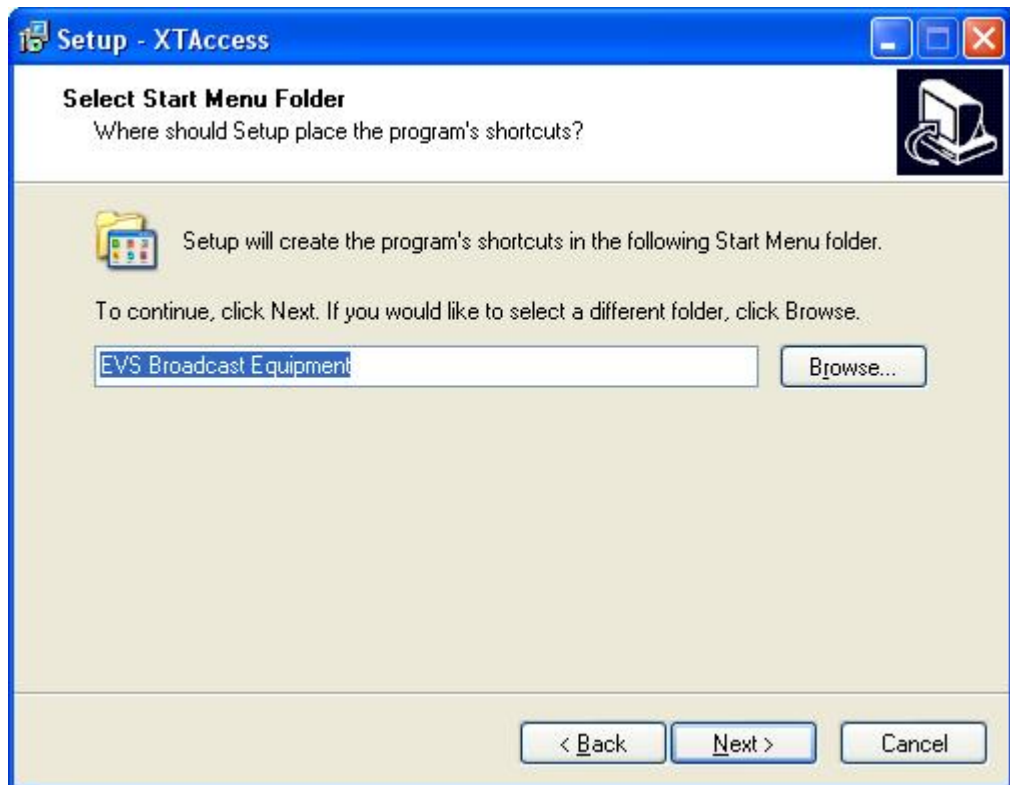 Setup - XTAccess
Select Start Menu Folder
Where should Setup place the program's shortcuts?
Setup will create the program's shortcuts in the following Start Menu folder.
To continue, click Next. If you would like to select a different folder, click Browse.
EVS Broadcast Equipment
Browse...
< Back
Next >
Cancel